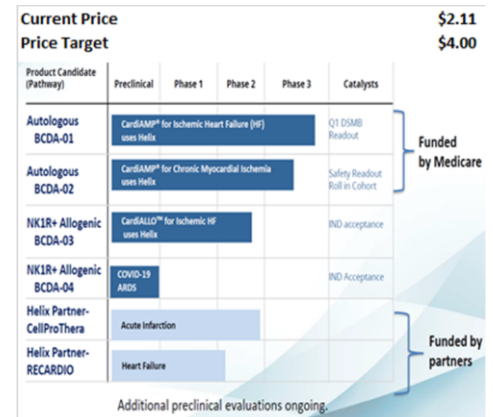 Current Price $2.11
Price Target $4.00
Product Candidate
(Pathway) Preclinical Phase 1 Phase 2 Phase 3 Catalysts
Autologous
BCDA-01
CardiAMP® for Ischemic Heart Failure (HF)
uses Helix
Q1 DSMB
Readout
Autologous
BCDA-02
CardiAMP® for Chronic Myocardial Ischemia
uses Helix
Safety Readout
Roll in Cohort
Funded
by Medicare
NK1R+ Allogenic
BCDA-03
CardiALLO™ for Ischemic HF
uses Helix
IND acceptance
NK1R+ Allogenic
BCDA-04
COVID-19
ARDS
IND Acceptance
Helix Partner-
CellProThera
Acute Infarction
Helix Partner-
RECARDIO
Heart Failure
Funded by
partners
Additional preclinical evaluations ongoing.